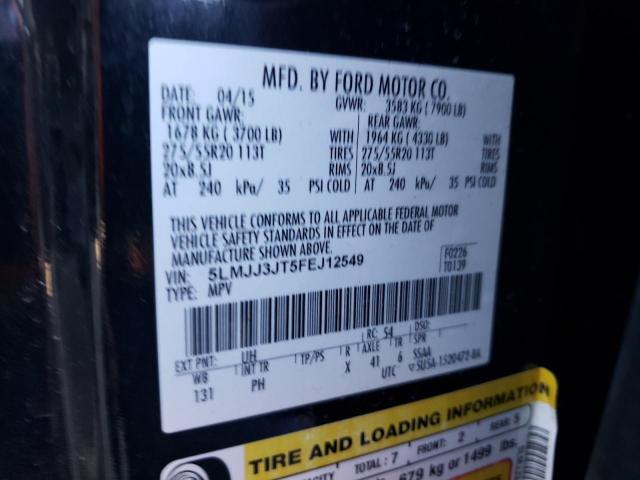 MFD. BY FORD MOTOR CO.
DATE: 04/15 GVWR: 3583 KG ( 7900 LB)
FRONT GAWR: REAR GAWR:
1678 KG ( 3700 LB) WITH 1964 KG ( 4330 LB) WITH
275/55R20 113T TIRES 275/55R20 113T TIRES
20x8.5J RIMS 20x8.5J RIMS
AT 240 kPa/ 35 PSI COLD AT 240 kPa/ 35 PSI COLD
THIS VEHICLE CONFORMS TO ALL APPLICABLE FEDERAL MOTOR
VEHICLE SAFETY STANDARDS IN EFFECT ON THE DATE OF
MANUFACTURE SHOWN ABOVE.
VIN: 5LMJJ3JT5FEJ12549 F0226
TYPE: MPV T0139
EXT PNT: UH RC: 54 DSO:
WB INT TR TP/PS R AXLE TR SPR
131 PH X 41 6 SSAA
UTC
TIRE AND LOADING INFORMATION
SEATING CAPACITY TOTAL: 7 FRONT: 2 REAR: 5
679 kg or 1499 lbs.